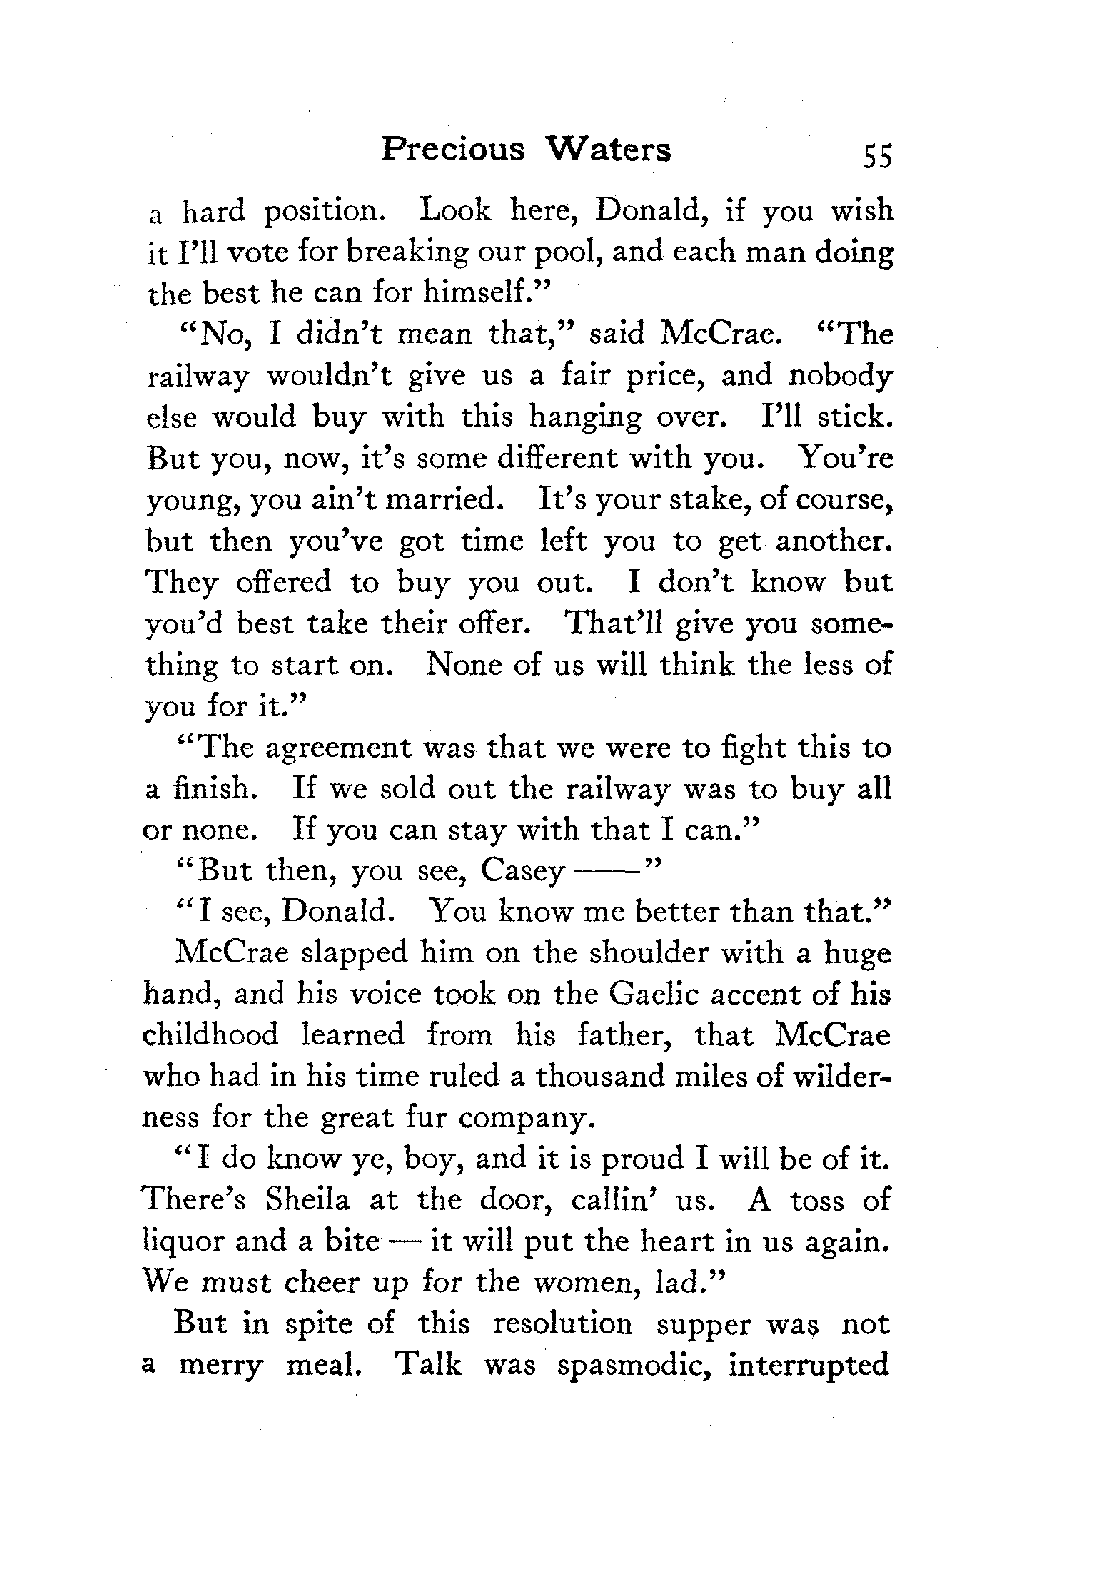 Precious Waters 55
a hard position. Look here, Donald, if you wish
it I'll vote for breaking our pool, and each man doing
the best he can for himself."
"No, I didn't mean that," said McCrae. "The
railway wouldn't give us a fair price, and nobody
else would buy with this hanging over. I'll stick.
But you, now, it's some different with you. You're
young, you ain't married. It's your stake, of course,
but then you've got time left you to get another.
They offered to buy you out. I don't know but
you'd best take their offer. That'll give you some-
thing to start on. None of us will think the less of
you for it."
"The agreement was that we were to fight this to
a finish. If we sold out the railway was to buy all
or none. If you can stay with that I can."
"But then, you see, Casey——"
"I see, Donald. You know me better than that."
McCrae slapped him on the shoulder with a huge
hand, and his voice took on the Gaelic accent of his
childhood learned from his father, that McCrae
who had in his time ruled a thousand miles of wilder-
ness for the great fur company.
"I do know ye, boy, and it is proud I will be of it.
There's Sheila at the door, callin' us. A toss of
liquor and a bite — it will put the heart in us again.
We must cheer up for the women, lad."
But in spite of this resolution supper was not
a merry meal. Talk was spasmodic, interrupted